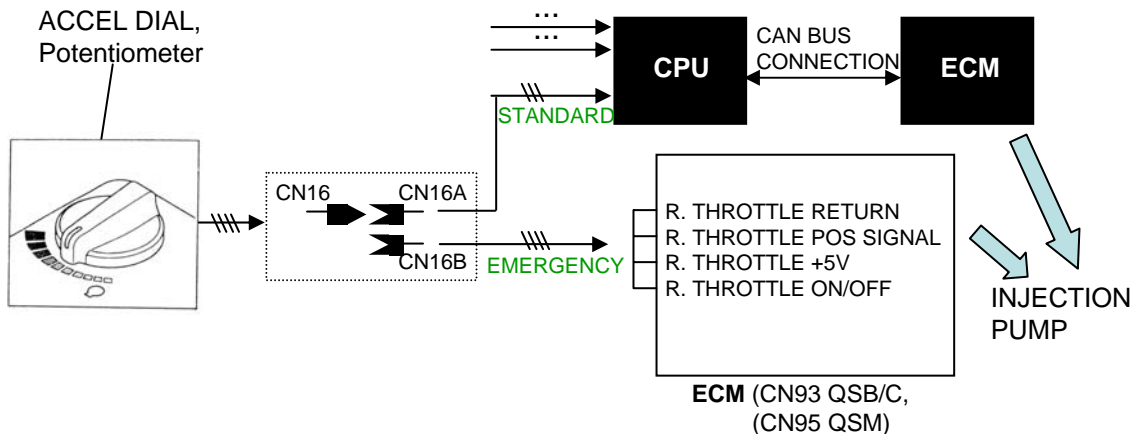 ACCEL DIAL,
Potentiometer
...
...
CPU
CAN BUS
CONNECTION
ECM
STANDARD
CN16
CN16A
CN16B
EMERGENCY
R. THROTTLE RETURN
R. THROTTLE POS SIGNAL
R. THROTTLE +5V
R. THROTTLE ON/OFF
INJECTION
PUMP
ECM (CN93 QSB/C,
(CN95 QSM)